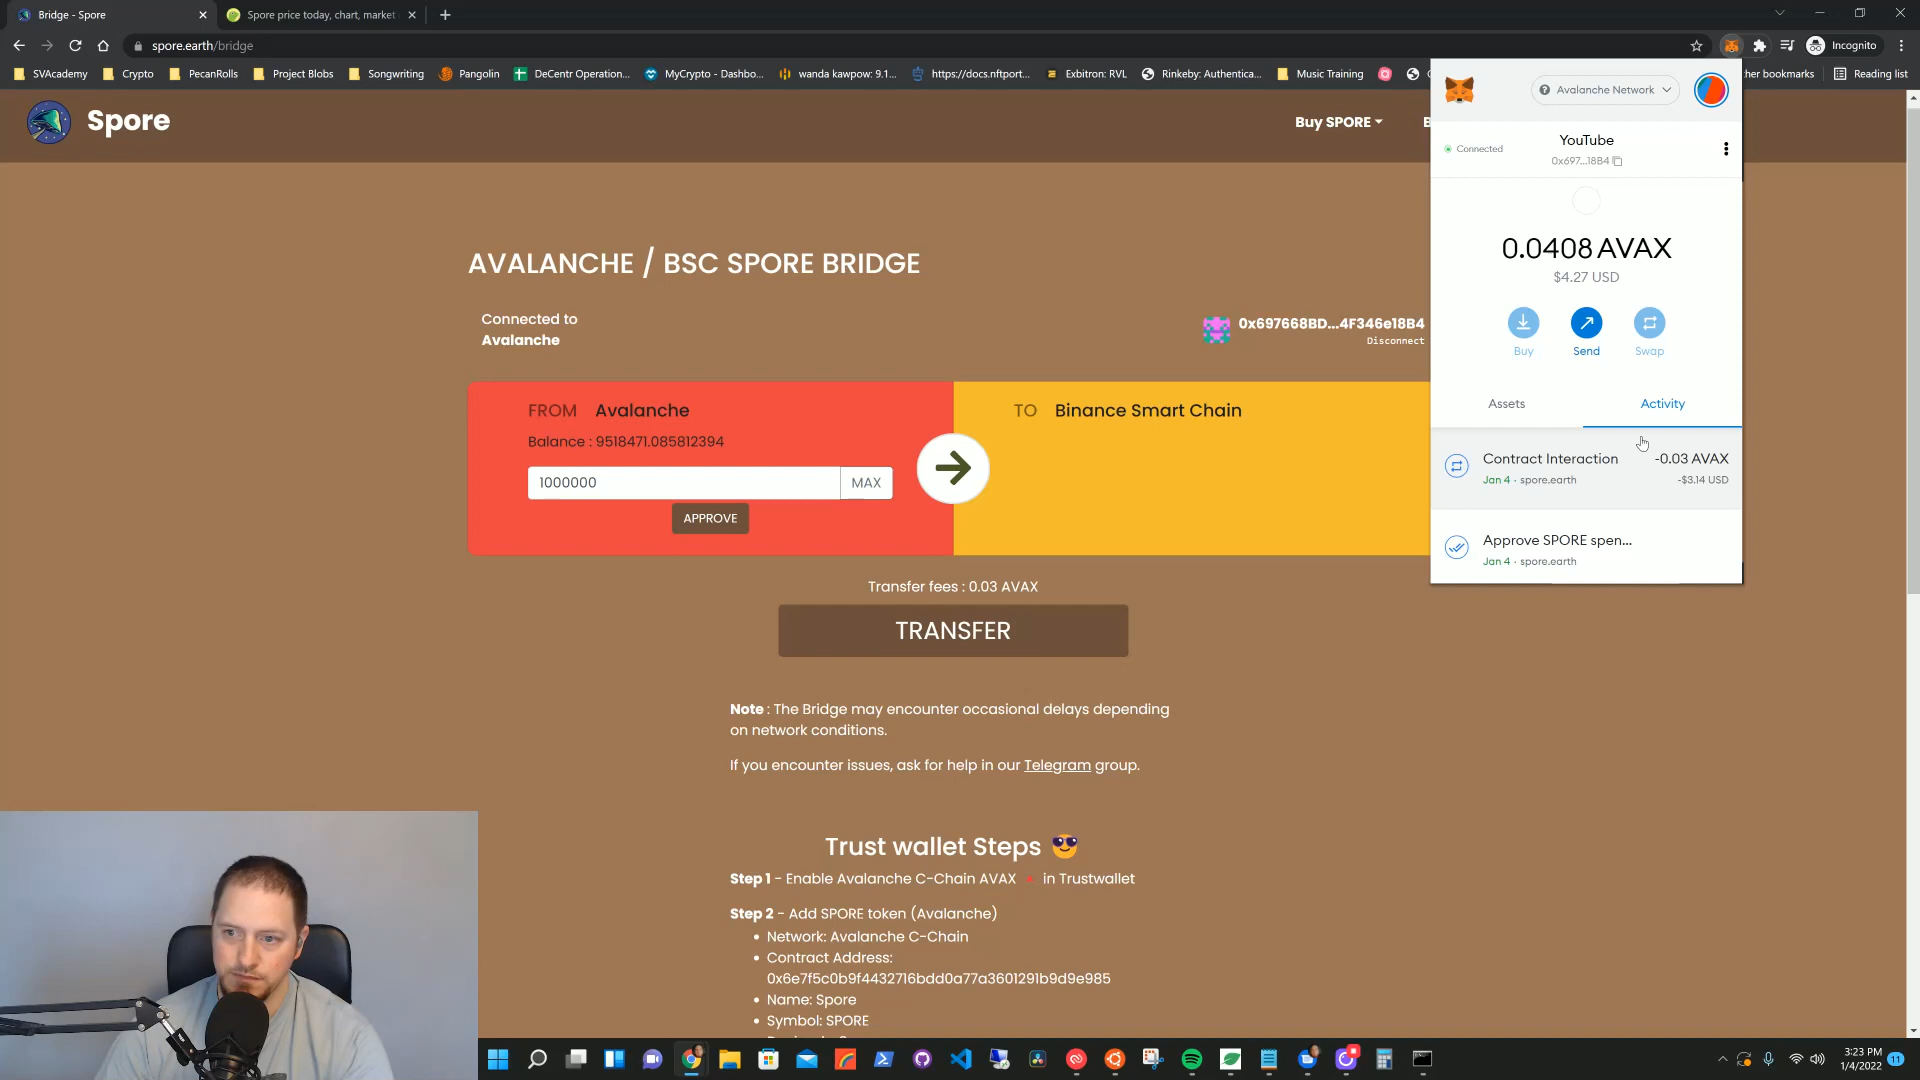 Bridge - Spore
Spore price today, chart, market
spore.earth/bridge
Incognito
SVAcademy
Crypto
PecanRolls
Project Blobs
Songwriting
Pangolin
DeCentr Operation...
MyCrypto - Dashbo...
wanda kawpow: 9.1...
https://docs.nftport...
Exbitron: RVL
Rinkeby: Authentica...
Music Training
her bookmarks
Reading list
Spore
Buy SPORE
Avalanche Network
Connected
YouTube
0x697...18B4
0.0408 AVAX
$4.27 USD
Buy
Send
Swap
Assets
Activity
Contract Interaction
-0.03 AVAX
Jan 4 · spore.earth
-$3.14 USD
Approve SPORE spen...
Jan 4 · spore.earth
AVALANCHE / BSC SPORE BRIDGE
Connected to
Avalanche
0x697668BD...4F346e18B4
Disconnect
FROM Avalanche
Balance : 9518471.085812394
1000000
MAX
APPROVE
TO Binance Smart Chain
Transfer fees : 0.03 AVAX
TRANSFER
Note : The Bridge may encounter occasional delays depending
on network conditions.
If you encounter issues, ask for help in our Telegram group.
Trust wallet Steps 😎
Step 1 - Enable Avalanche C-Chain AVAX 🔺 in Trustwallet
Step 2 - Add SPORE token (Avalanche)
• Network: Avalanche C-Chain
• Contract Address:
0x6e7f5c0b9f4432716bdd0a77a3601291b9d9e985
• Name: Spore
• Symbol: SPORE
3:23 PM
1/4/2022
11